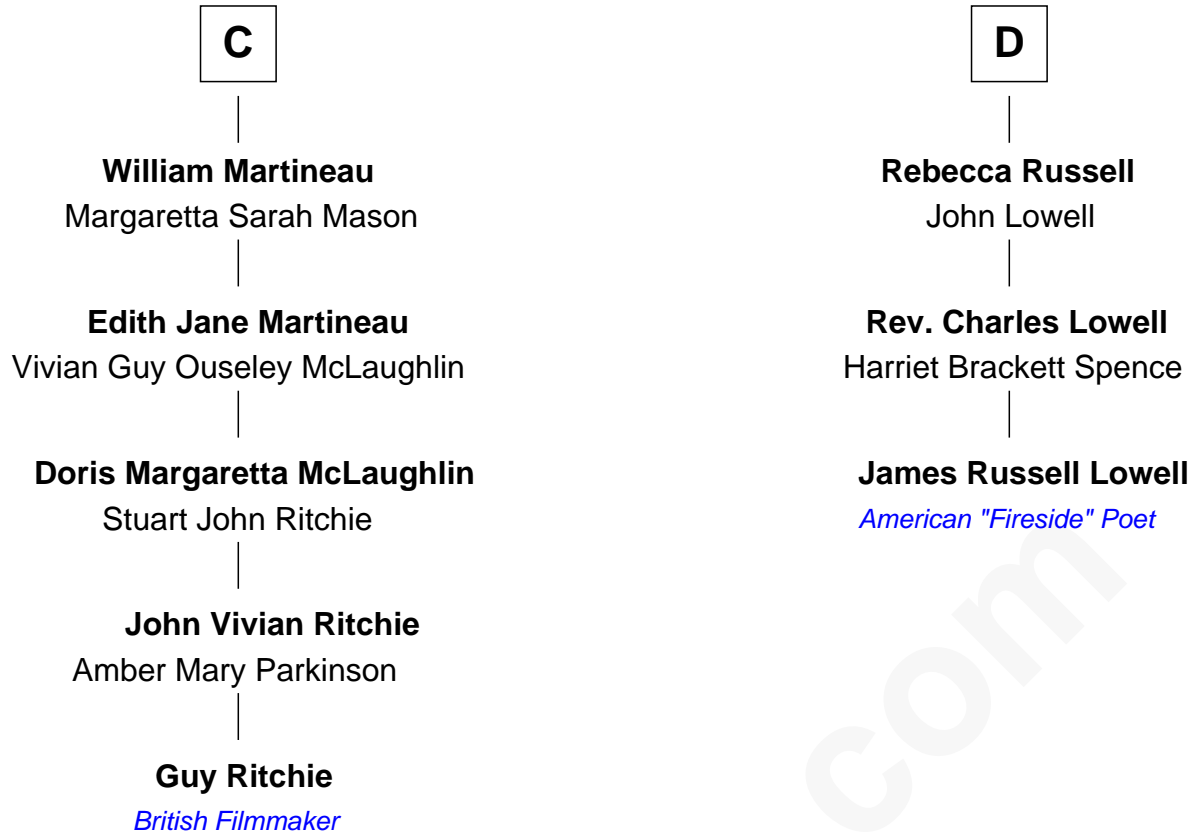 C
William Martineau
Margaretta Sarah Mason
Edith Jane Martineau
Vivian Guy Ouseley McLaughlin
Doris Margaretta McLaughlin
Stuart John Ritchie
John Vivian Ritchie
Amber Mary Parkinson
Guy Ritchie
British Filmmaker
D
Rebecca Russell
John Lowell
Rev. Charles Lowell
Harriet Brackett Spence
James Russell Lowell
American "Fireside" Poet
com